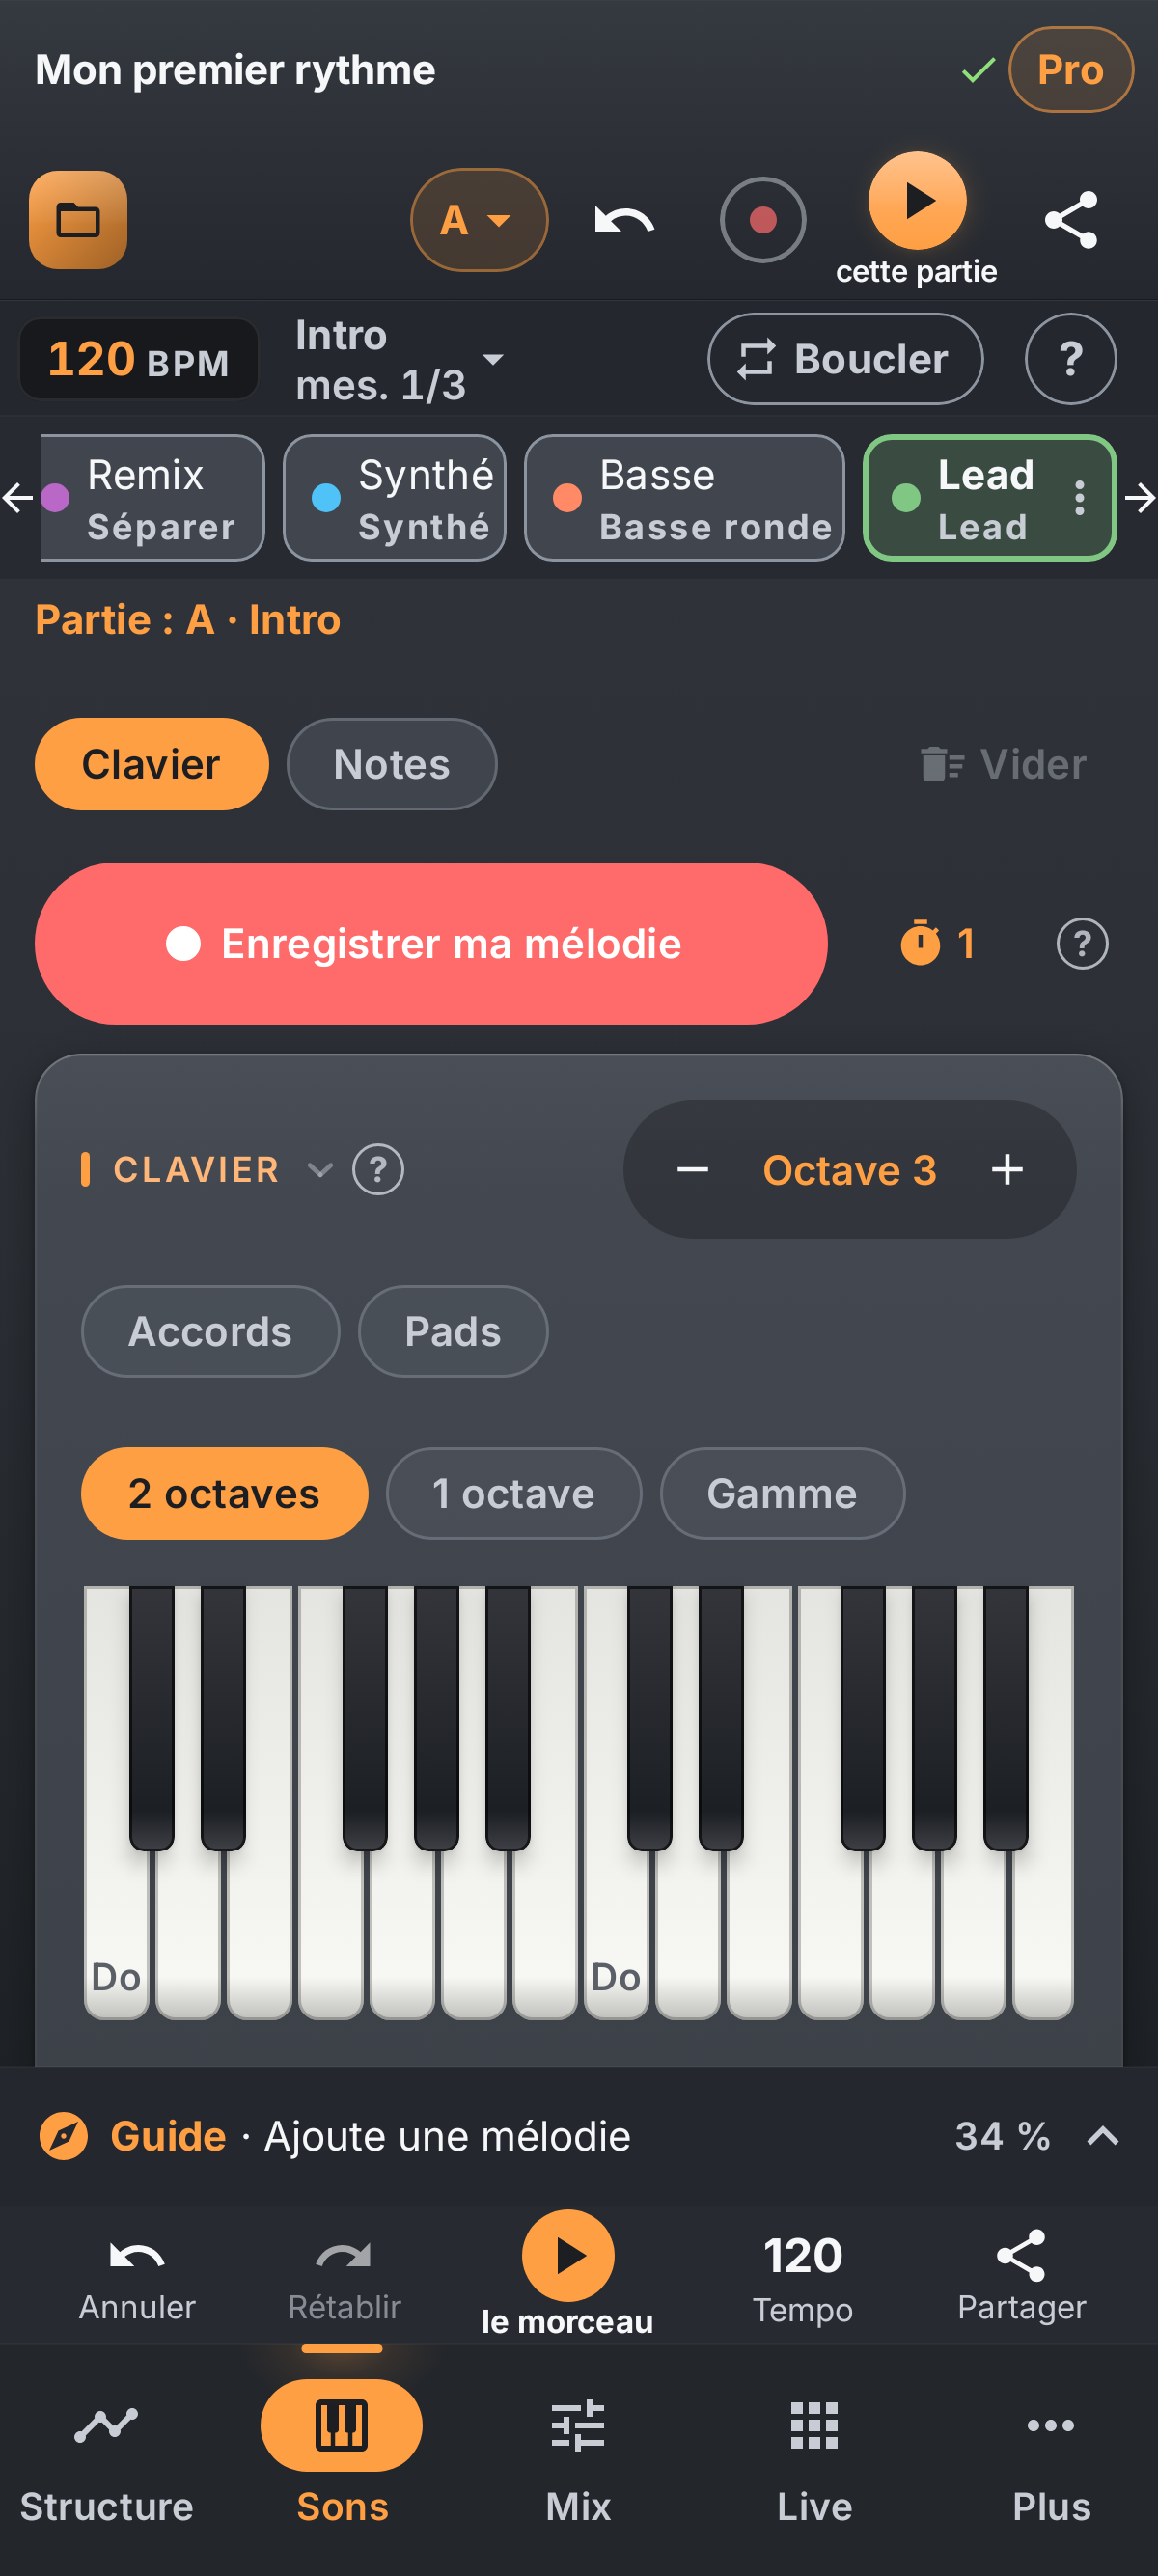 Mon premier rythme
Pro
A
cette partie
120 BPM
Intro
mes. 1/3
Boucler
?
Remix
Séparer
Synthé
Synthé
Basse
Basse ronde
Lead
Lead
Partie : A · Intro
Clavier
Notes
Vider
Enregistrer ma mélodie
1
?
CLAVIER
?
Octave 3
Accords
Pads
2 octaves
1 octave
Gamme
Do
Do
Guide · Ajoute une mélodie
34 %
Annuler
Rétablir
le morceau
120
Tempo
Partager
Structure
Sons
Mix
Live
Plus